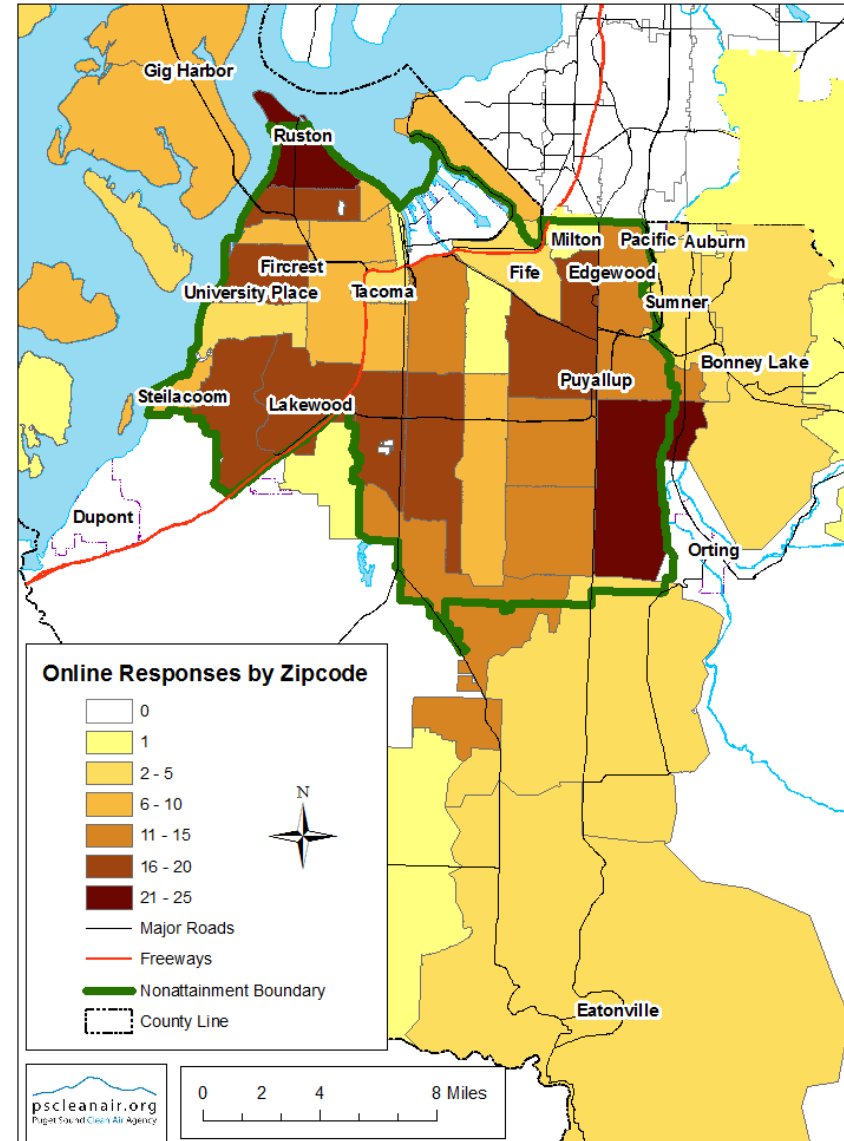 Gig Harbor
Ruston
Milton
Pacific
Auburn
Fircrest
Fife
Edgewood
University Place
Tacoma
Sumner
Bonney Lake
Puyallup
Steilacoom
Lakewood
Dupont
Orting
Online Responses by Zipcode
0
1
2 - 5
6 - 10
11 - 15
16 - 20
21 - 25
Major Roads
Freeways
Nonattainment Boundary
County Line
N
Eatonville
pscleanair.org
Puget Sound Clean Air Agency
0 2 4 8 Miles